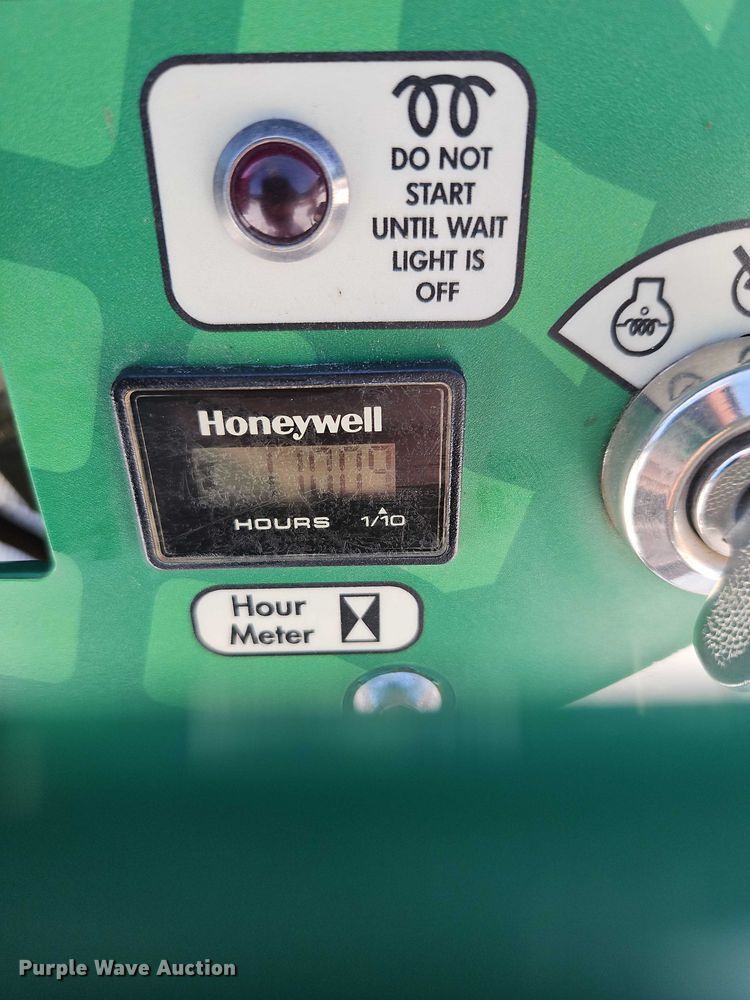 DO NOT
START
UNTIL WAIT
LIGHT IS
OFF
Honeywell
HOURS 1/10
Hour
Meter
Purple Wave Auction